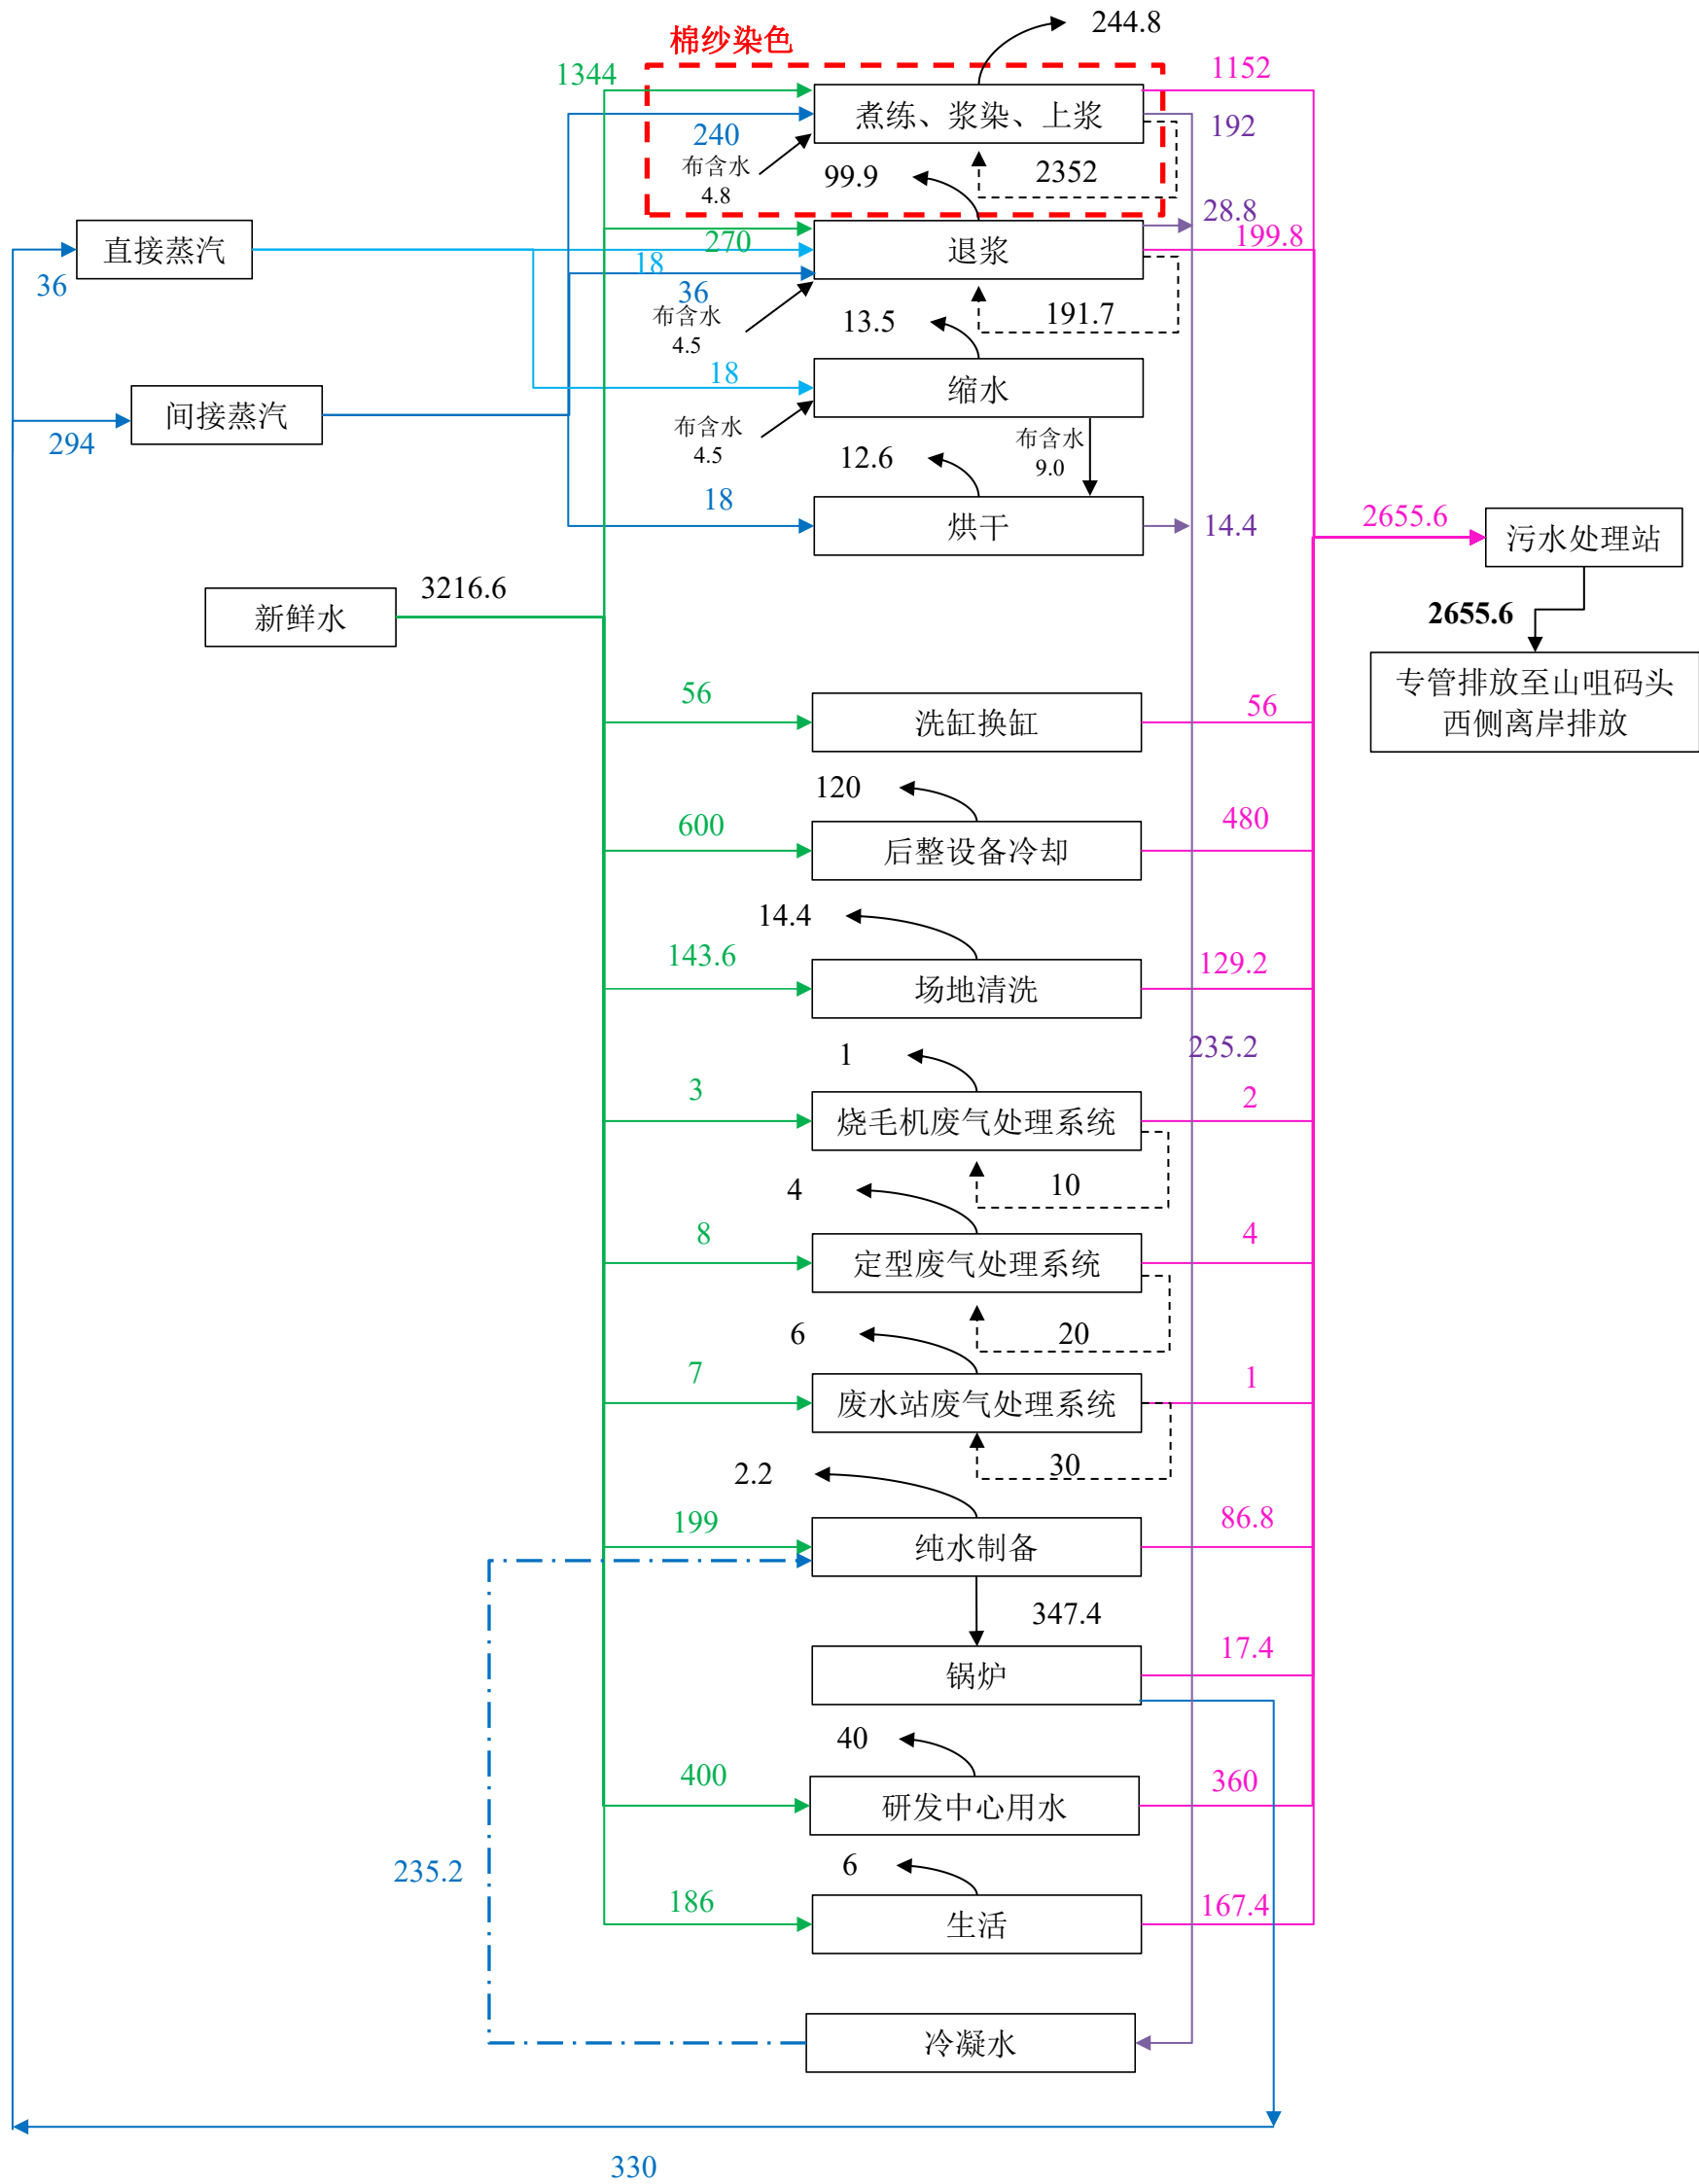 244.8
棉纱染色
1344
1152
煮练、浆染、上浆
240
192
布含水
4.8
2352
99.9
28.8
270
199.8
直接蒸汽
退浆
18
36
36
布含水
4.5
191.7
13.5
18
缩水
间接蒸汽
294
布含水
4.5
布含水
9.0
12.6
18
烘干
14.4
2655.6
污水处理站
3216.6
新鲜水
2655.6
专管排放至山咀码头
西侧离岸排放
56
洗缸换缸
56
120
600
后整设备冷却
480
14.4
143.6
场地清洗
129.2
235.2
1
3
烧毛机废气处理系统
2
10
4
8
定型废气处理系统
4
20
6
7
废水站废气处理系统
1
30
2.2
199
纯水制备
86.8
347.4
锅炉
17.4
40
400
研发中心用水
360
6
235.2
186
生活
167.4
冷凝水
330